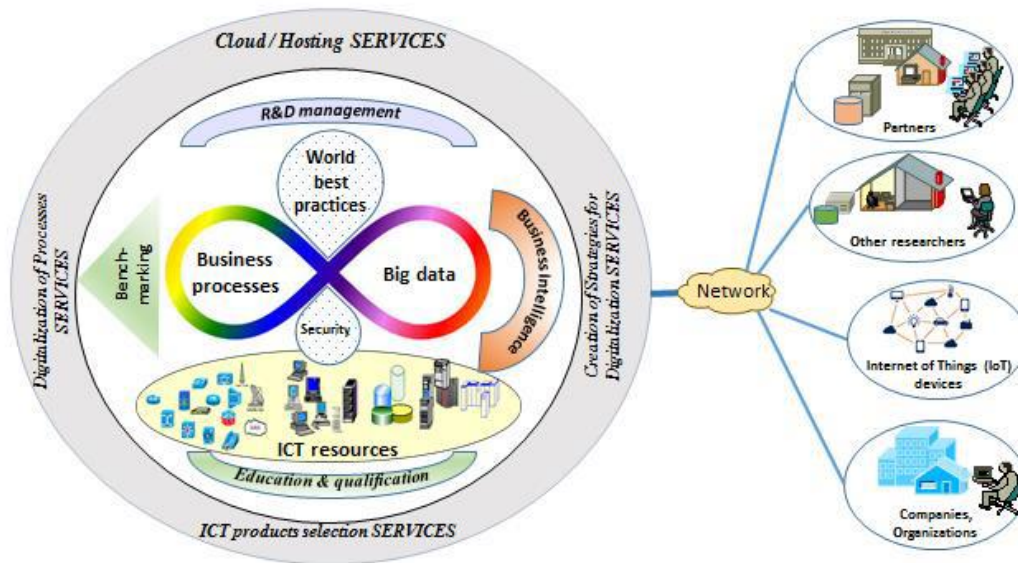 Cloud / Hosting SERVICES
R&D management
World
best
practices
Digitalization of Processes
SERVICES
Bench-
marking
Business
processes
Big data
Business Intelligence
Creation of Strategies for
Digitalization SERVICES
Security
ICT resources
Education & qualification
ICT products selection SERVICES
Network
Partners
Other researchers
Internet of Things (IoT)
devices
Companies,
Organizations